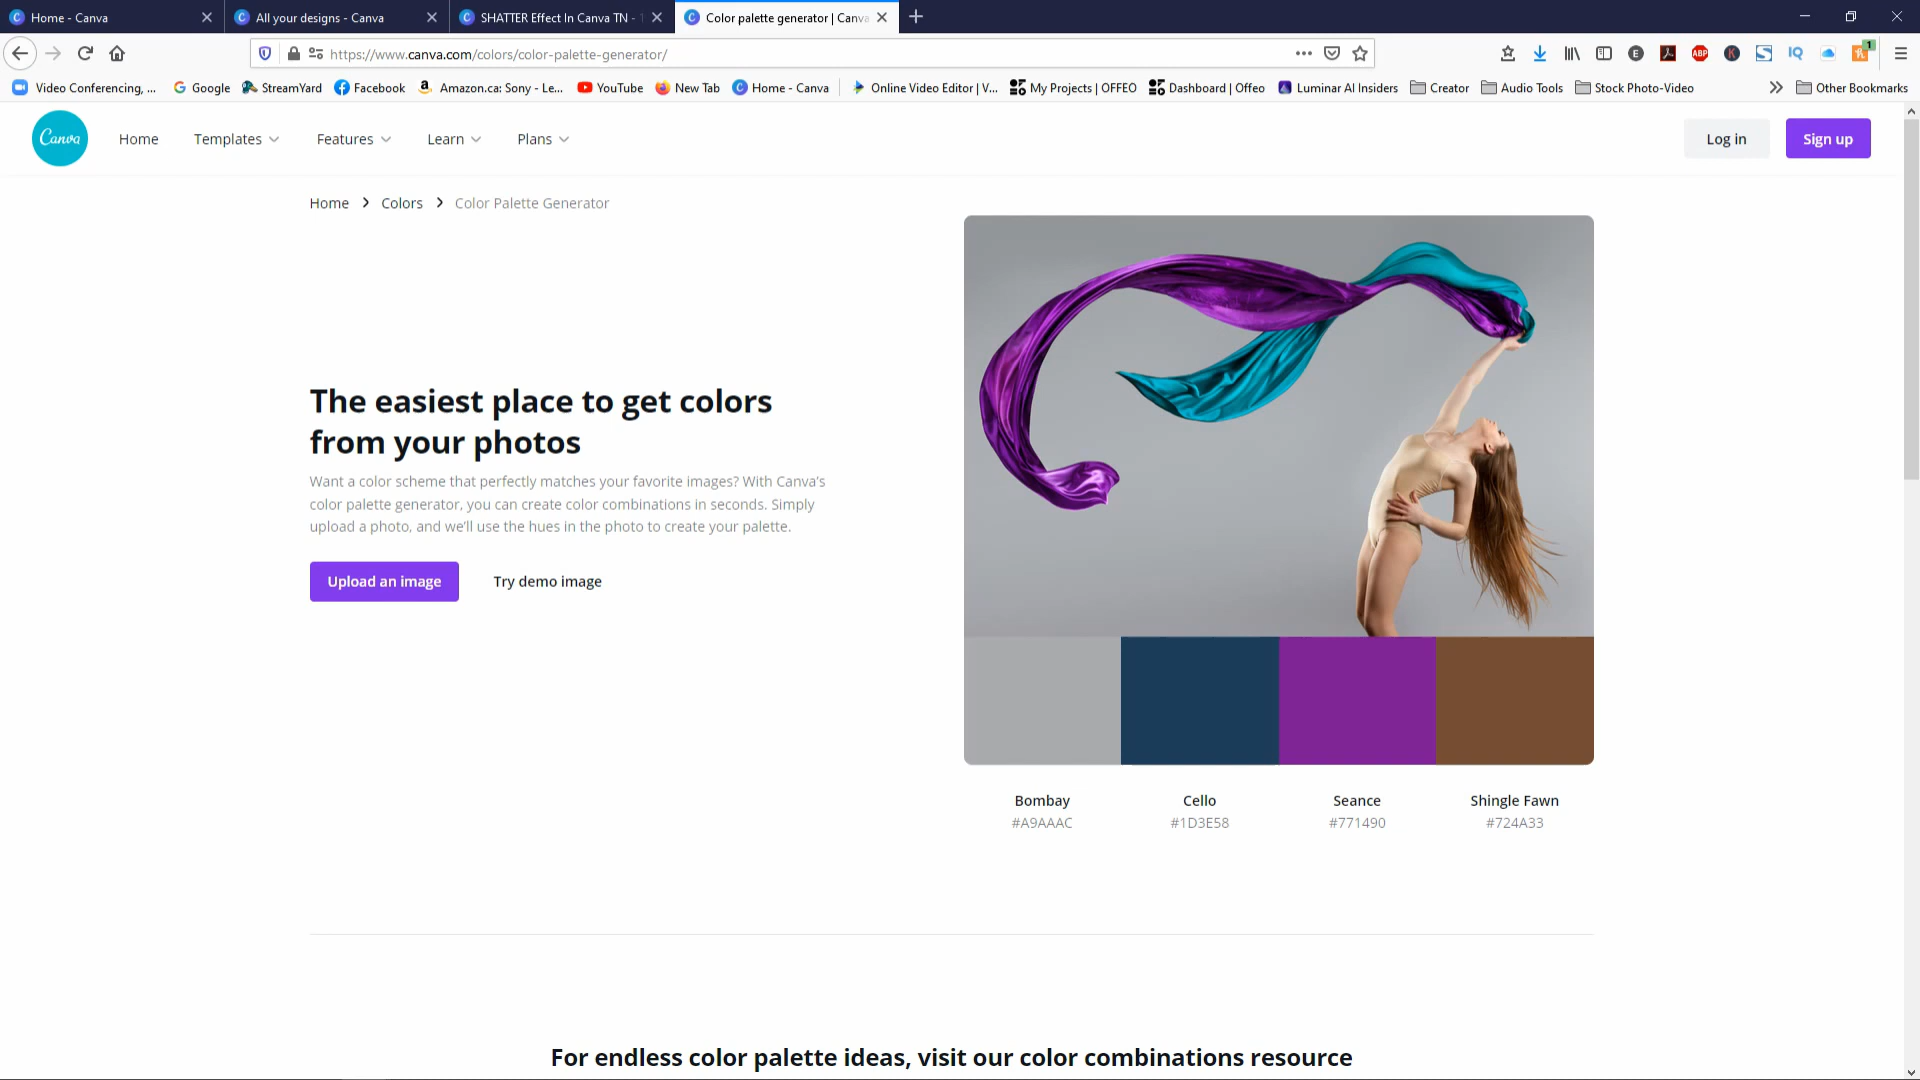 Home - Canva
All your designs - Canva
SHATTER Effect In Canva TN -
Color palette generator | Canva
https://www.canva.com/colors/color-palette-generator/
Video Conferencing, ...
Google
StreamYard
Facebook
Amazon.ca: Sony - Le...
YouTube
New Tab
Home - Canva
Online Video Editor | V...
My Projects | OFFEO
Dashboard | Offeo
Luminar AI Insiders
Creator
Audio Tools
Stock Photo-Video
Other Bookmarks
Canva
Home
Templates
Features
Learn
Plans
Log in
Sign up
Home > Colors > Color Palette Generator
The easiest place to get colors
from your photos
Want a color scheme that perfectly matches your favorite images? With Canva's
color palette generator, you can create color combinations in seconds. Simply
upload a photo, and we'll use the hues in the photo to create your palette.
Upload an image
Try demo image
Bombay
#A9AAAC
Cello
#1D3E58
Seance
#771490
Shingle Fawn
#724A33
For endless color palette ideas, visit our color combinations resource